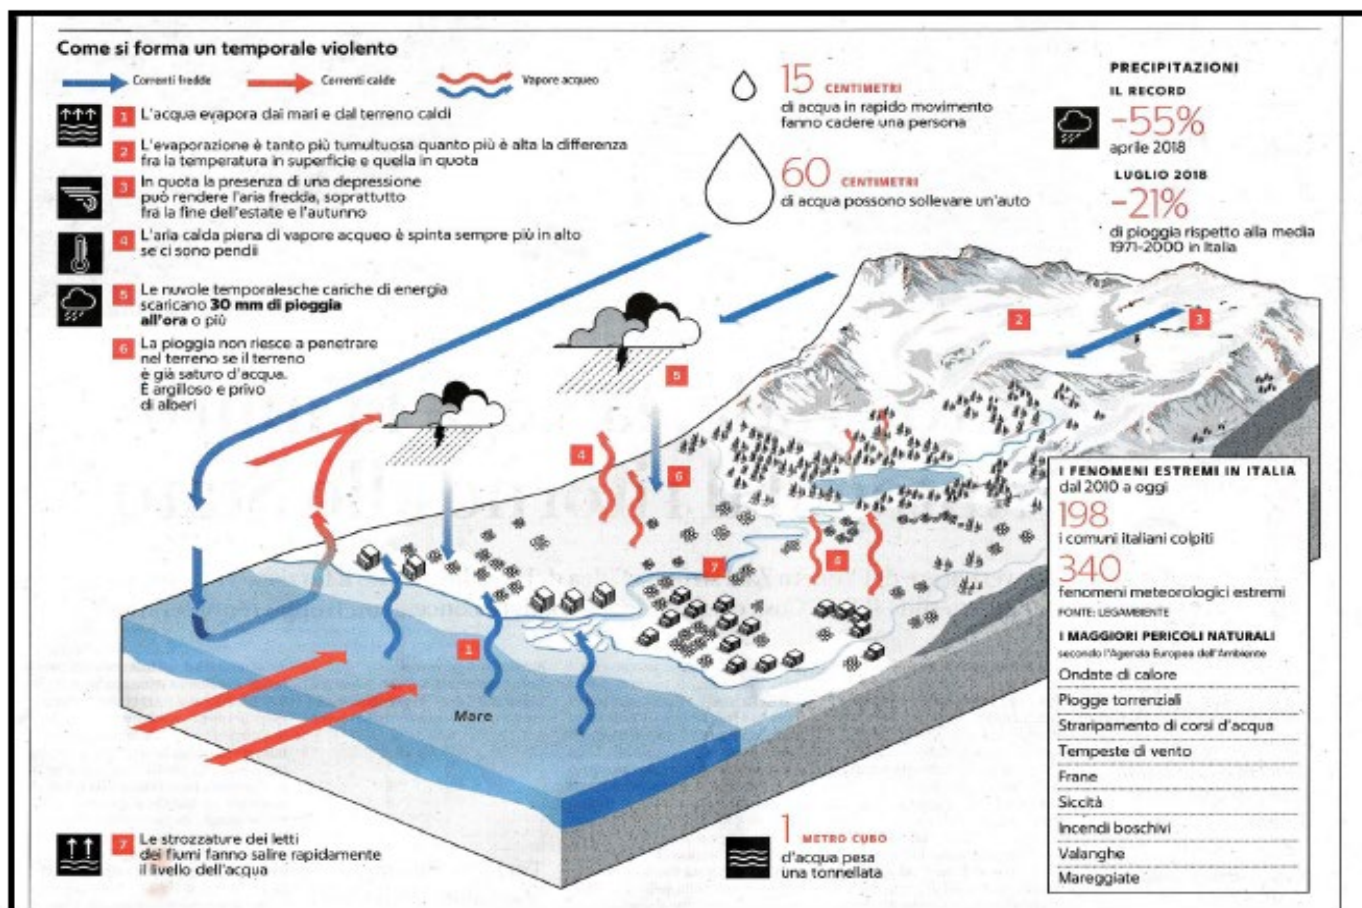 Come si forma un temporale violento
Correnti fredde
Correnti calde
Vapore acqueo
1 L'acqua evapora dai mari e dal terreno caldi
2 L'evaporazione è tanto più tumultuosa quanto più è alta la differenza
fra la temperatura in superficie e quella in quota
3 In quota la presenza di una depressione
può rendere l'aria fredda, soprattutto
fra la fine dell'estate e l'autunno
4 L'aria calda piena di vapore acqueo è spinta sempre più in alto
se ci sono pendii
5 Le nuvole temporalesche cariche di energia
scaricano 30 mm di pioggia
all'ora o più
6 La pioggia non riesce a penetrare
nel terreno se il terreno
è già saturo d'acqua.
È argilloso e privo
di alberi
15 CENTIMETRI
di acqua in rapido movimento
fanno cadere una persona
60 CENTIMETRI
di acqua possono sollevare un'auto
PRECIPITAZIONI
IL RECORD
-55%
aprile 2018
LUGLIO 2018
-21%
di pioggia rispetto alla media
1971-2000 in Italia
2
3
5
4
6
7
1
Mare
I FENOMENI ESTREMI IN ITALIA
dal 2010 a oggi
198
i comuni italiani colpiti
340
fenomeni meteorologici estremi
FONTE: LEGAMBIENTE
I MAGGIORI PERICOLI NATURALI
secondo l'Agenzia Europea dell'Ambiente
Ondate di calore
Piogge torrenziali
Straripamento di corsi d'acqua
Tempeste di vento
Frane
Siccità
Incendi boschivi
Valanghe
Mareggiate
7 Le strozzature dei letti
dei fiumi fanno salire rapidamente
il livello dell'acqua
1 METRO CUBO
d'acqua pesa
una tonnellata